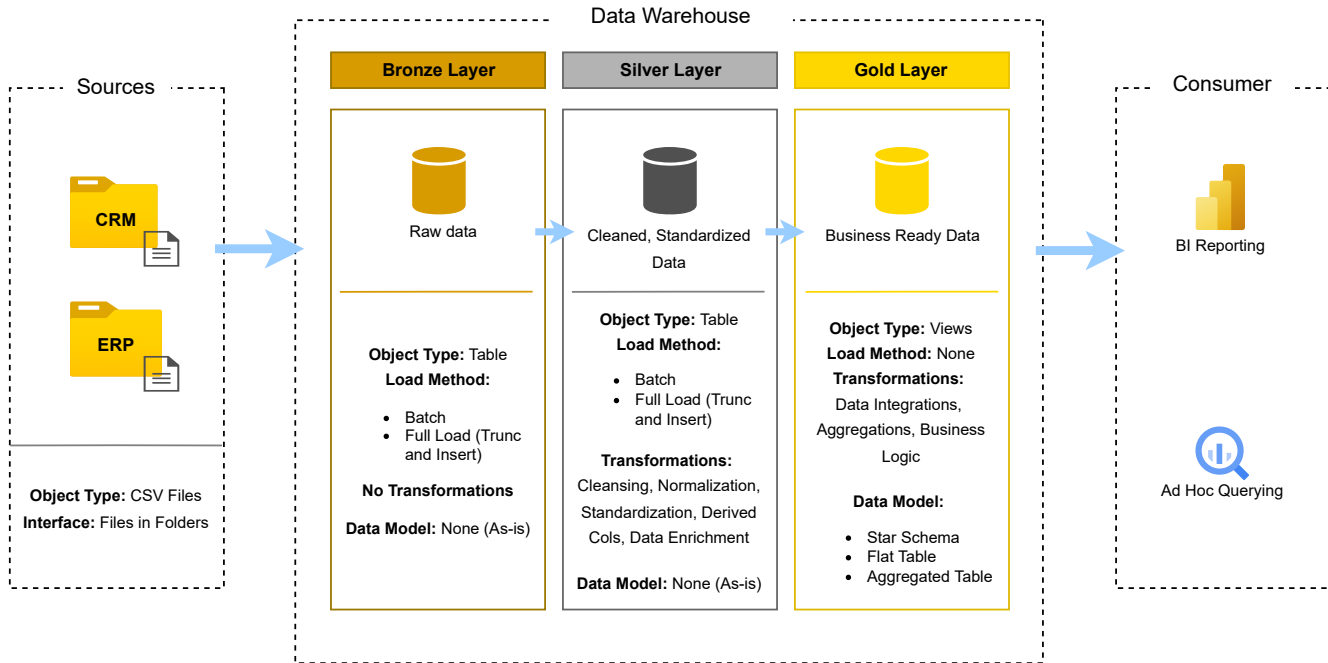 Sources
CRM
ERP
Object Type: CSV Files
Interface: Files in Folders
Data Warehouse
Bronze Layer
Raw data
Object Type: Table
Load Method:
• Batch
• Full Load (Trunc
and Insert)
No Transformations
Data Model: None (As-is)
Silver Layer
Cleaned, Standardized
Data
Object Type: Table
Load Method:
• Batch
• Full Load (Trunc
and Insert)
Transformations:
Cleansing, Normalization,
Standardization, Derived
Cols, Data Enrichment
Data Model: None (As-is)
Gold Layer
Business Ready Data
Object Type: Views
Load Method: None
Transformations:
Data Integrations,
Aggregations, Business
Logic
Data Model:
• Star Schema
• Flat Table
• Aggregated Table
Consumer
BI Reporting
Ad Hoc Querying